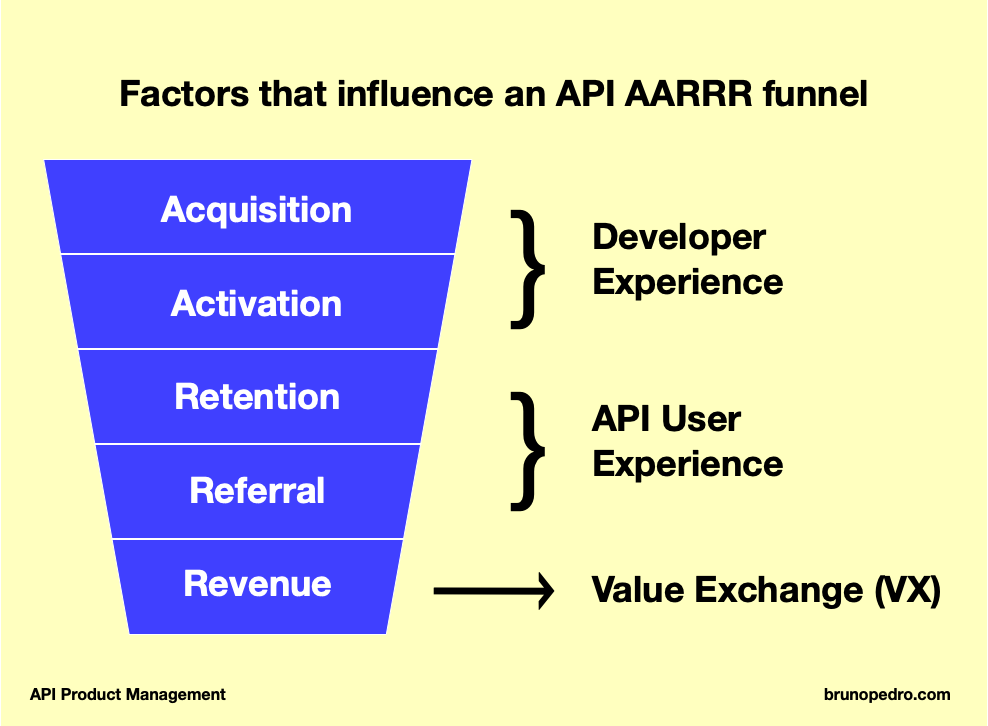 Factors that influence an API AARRR funnel
Acquisition
Activation
Developer
Experience
Retention
Referral
API User
Experience
Revenue
Value Exchange (VX)
API Product Management
brunopedro.com